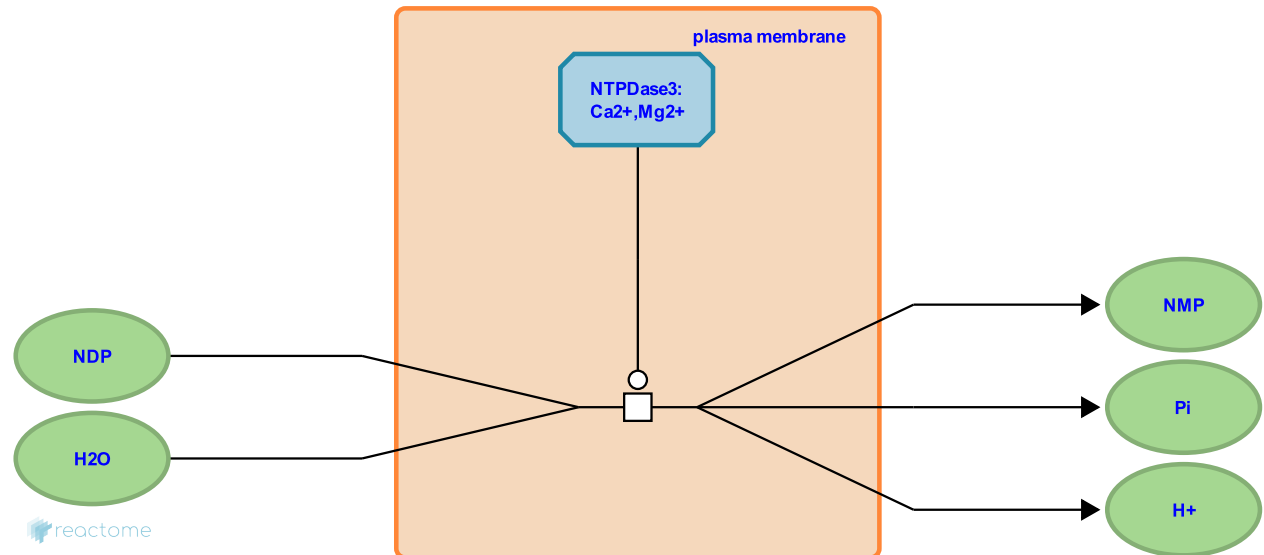 plasma membrane
NTPDase3:
Ca2+,Mg2+
NDP
H2O
NMP
Pi
H+
reactome